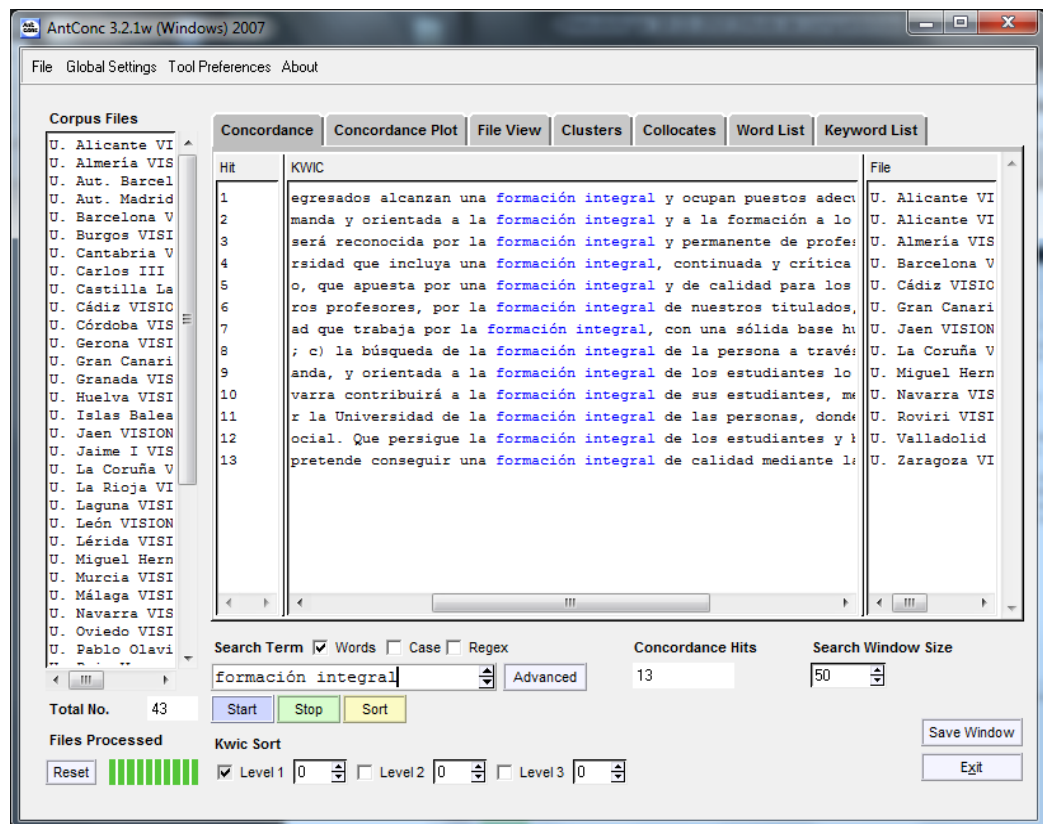 AntConc 3.2.1w (Windows) 2007
File Global Settings Tool Preferences About
Corpus Files
U. Alicante VI
U. Almería VIS
U. Aut. Barcel
U. Aut. Madrid
U. Barcelona V
U. Burgos VISI
U. Cantabria V
U. Carlos III
U. Castilla La
U. Cádiz VISIO
U. Córdoba VIS
U. Gerona VISI
U. Gran Canari
U. Granada VIS
U. Huelva VISI
U. Islas Balea
U. Jaen VISION
U. Jaime I VIS
U. La Coruña V
U. La Rioja VI
U. Laguna VISI
U. León VISION
U. Lérida VISI
U. Miguel Hern
U. Murcia VISI
U. Málaga VISI
U. Navarra VIS
U. Oviedo VISI
U. Pablo Olavi
Total No. 43
Files Processed
Reset
Concordance Concordance Plot File View Clusters Collocates Word List Keyword List
Hit KWIC File
1 egresados alcanzan una formación integral y ocupan puestos adecu U. Alicante VI
2 manda y orientada a la formación integral y a la formación a lo U. Alicante VI
3 será reconocida por la formación integral y permanente de profes U. Almería VIS
4 rsidad que incluya una formación integral, continuada y crítica U. Barcelona V
5 o, que apuesta por una formación integral y de calidad para los U. Cádiz VISIO
6 ros profesores, por la formación integral de nuestros titulados, U. Gran Canari
7 ad que trabaja por la formación integral, con una sólida base hu U. Jaen VISION
8 ; c) la búsqueda de la formación integral de la persona a través U. La Coruña V
9 anda, y orientada a la formación integral de los estudiantes lo U. Miguel Hern
10 varra contribuirá a la formación integral de sus estudiantes, me U. Navarra VIS
11 r la Universidad de la formación integral de las personas, donde U. Roviri VISI
12 ocial. Que persigue la formación integral de los estudiantes y U. Valladolid
13 pretende conseguir una formación integral de calidad mediante la U. Zaragoza VI
Search Term Words Case Regex Concordance Hits Search Window Size
formación integral Advanced 13 50
Start Stop Sort
Save Window
Kwic Sort
Level 1 0 Level 2 0 Level 3 0
Exit